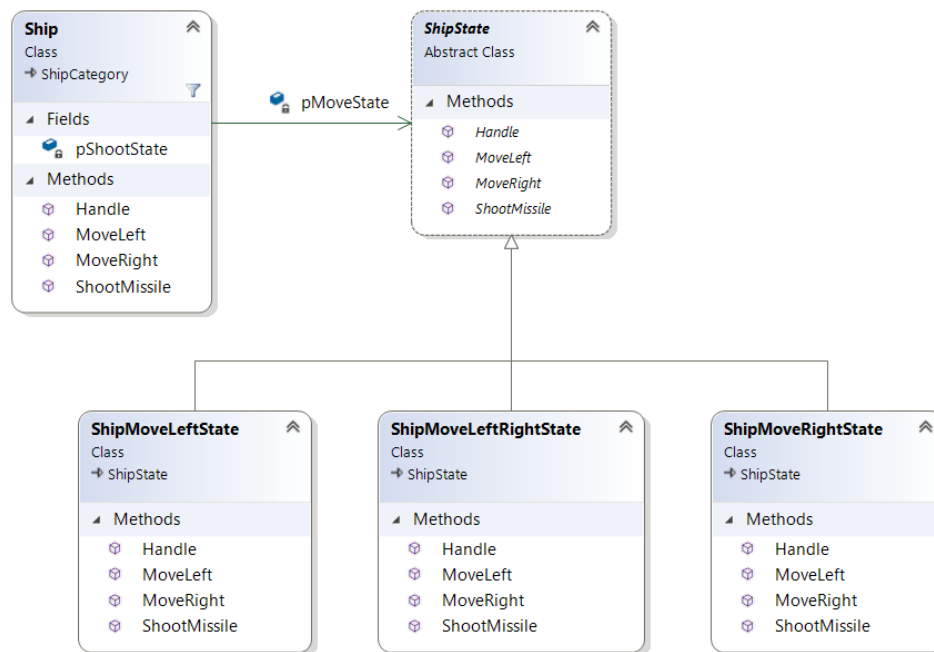 Ship
Class
ShipCategory
Fields
pShootState
Methods
Handle
MoveLeft
MoveRight
ShootMissile
pMoveState
ShipState
Abstract Class
Methods
Handle
MoveLeft
MoveRight
ShootMissile
ShipMoveLeftState
Class
ShipState
Methods
Handle
MoveLeft
MoveRight
ShootMissile
ShipMoveLeftRightState
Class
ShipState
Methods
Handle
MoveLeft
MoveRight
ShootMissile
ShipMoveRightState
Class
ShipState
Methods
Handle
MoveLeft
MoveRight
ShootMissile